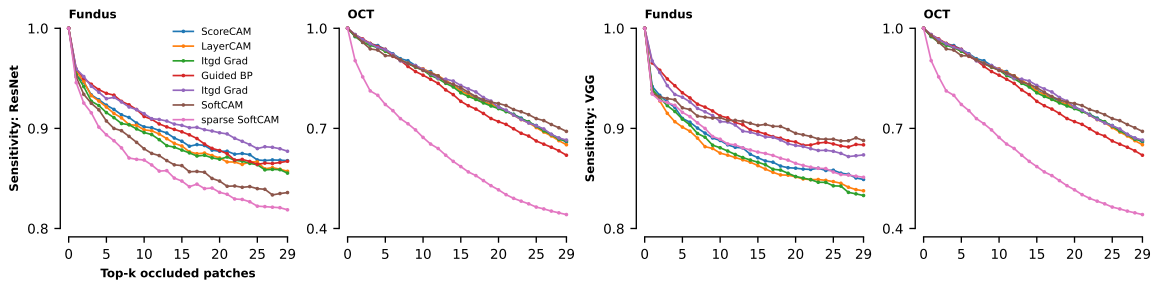 Fundus
OCT
Fundus
OCT
ScoreCAM
LayerCAM
Itgd Grad
Guided BP
Itgd Grad
SoftCAM
sparse SoftCAM
Sensitivity: ResNet
1.0
0.9
0.8
0 5 10 15 20 25 29
Top-k occluded patches
1.0
0.7
0.4
0 5 10 15 20 25 29
Sensitivity: VGG
1.0
0.9
0.8
0 5 10 15 20 25 29
1.0
0.7
0.4
0 5 10 15 20 25 29